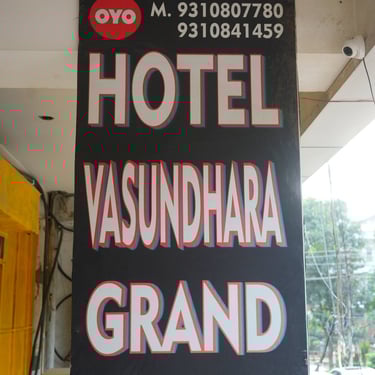 OYO M. 9310807780
9310841459
HOTEL
VASUNDHARA
GRAND